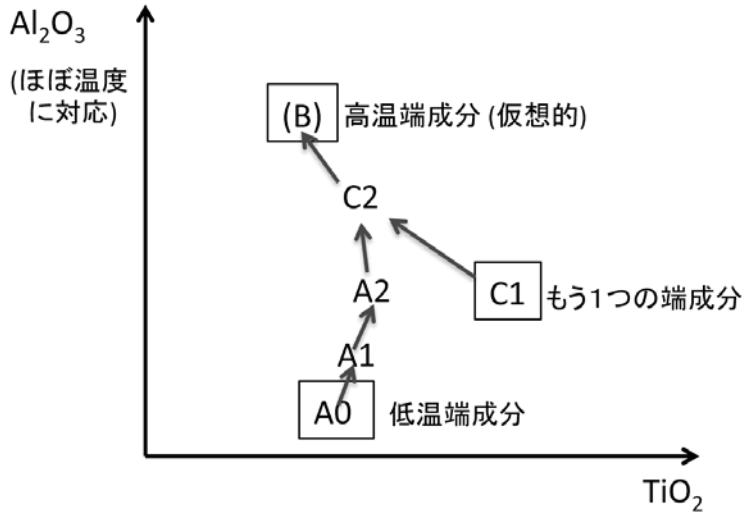 Al₂O₃
(ほぼ温度
に対応)
(B) 高温端成分 (仮想的)
C2
A2
C1 もう1つの端成分
A1
A0 低温端成分
TiO₂